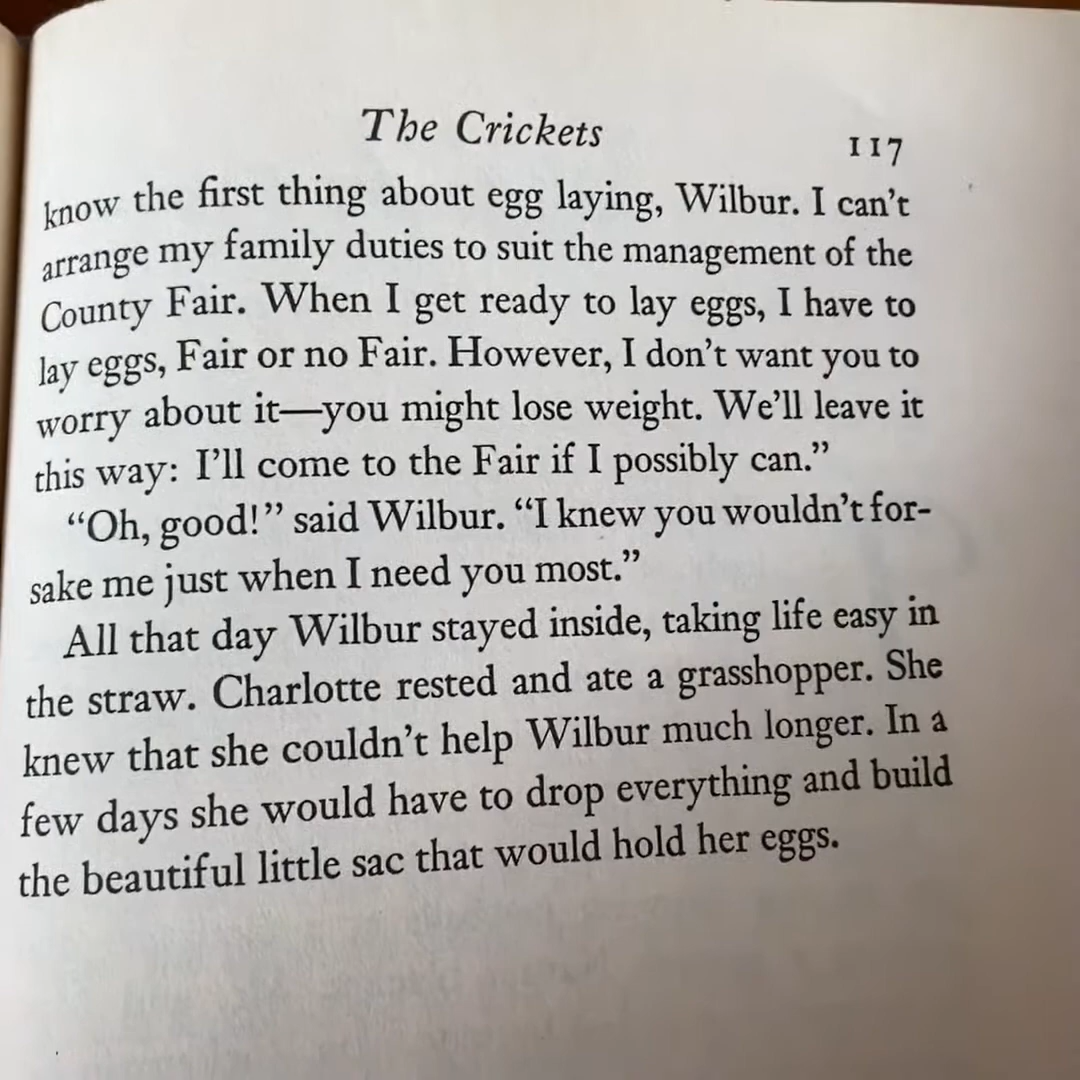 The Crickets 117
know the first thing about egg laying, Wilbur. I can't
arrange my family duties to suit the management of the
County Fair. When I get ready to lay eggs, I have to
lay eggs, Fair or no Fair. However, I don't want you to
worry about it—you might lose weight. We'll leave it
this way: I'll come to the Fair if I possibly can.”
“Oh, good!” said Wilbur. “I knew you wouldn't for-
sake me just when I need you most.”
All that day Wilbur stayed inside, taking life easy in
the straw. Charlotte rested and ate a grasshopper. She
knew that she couldn't help Wilbur much longer. In a
few days she would have to drop everything and build
the beautiful little sac that would hold her eggs.